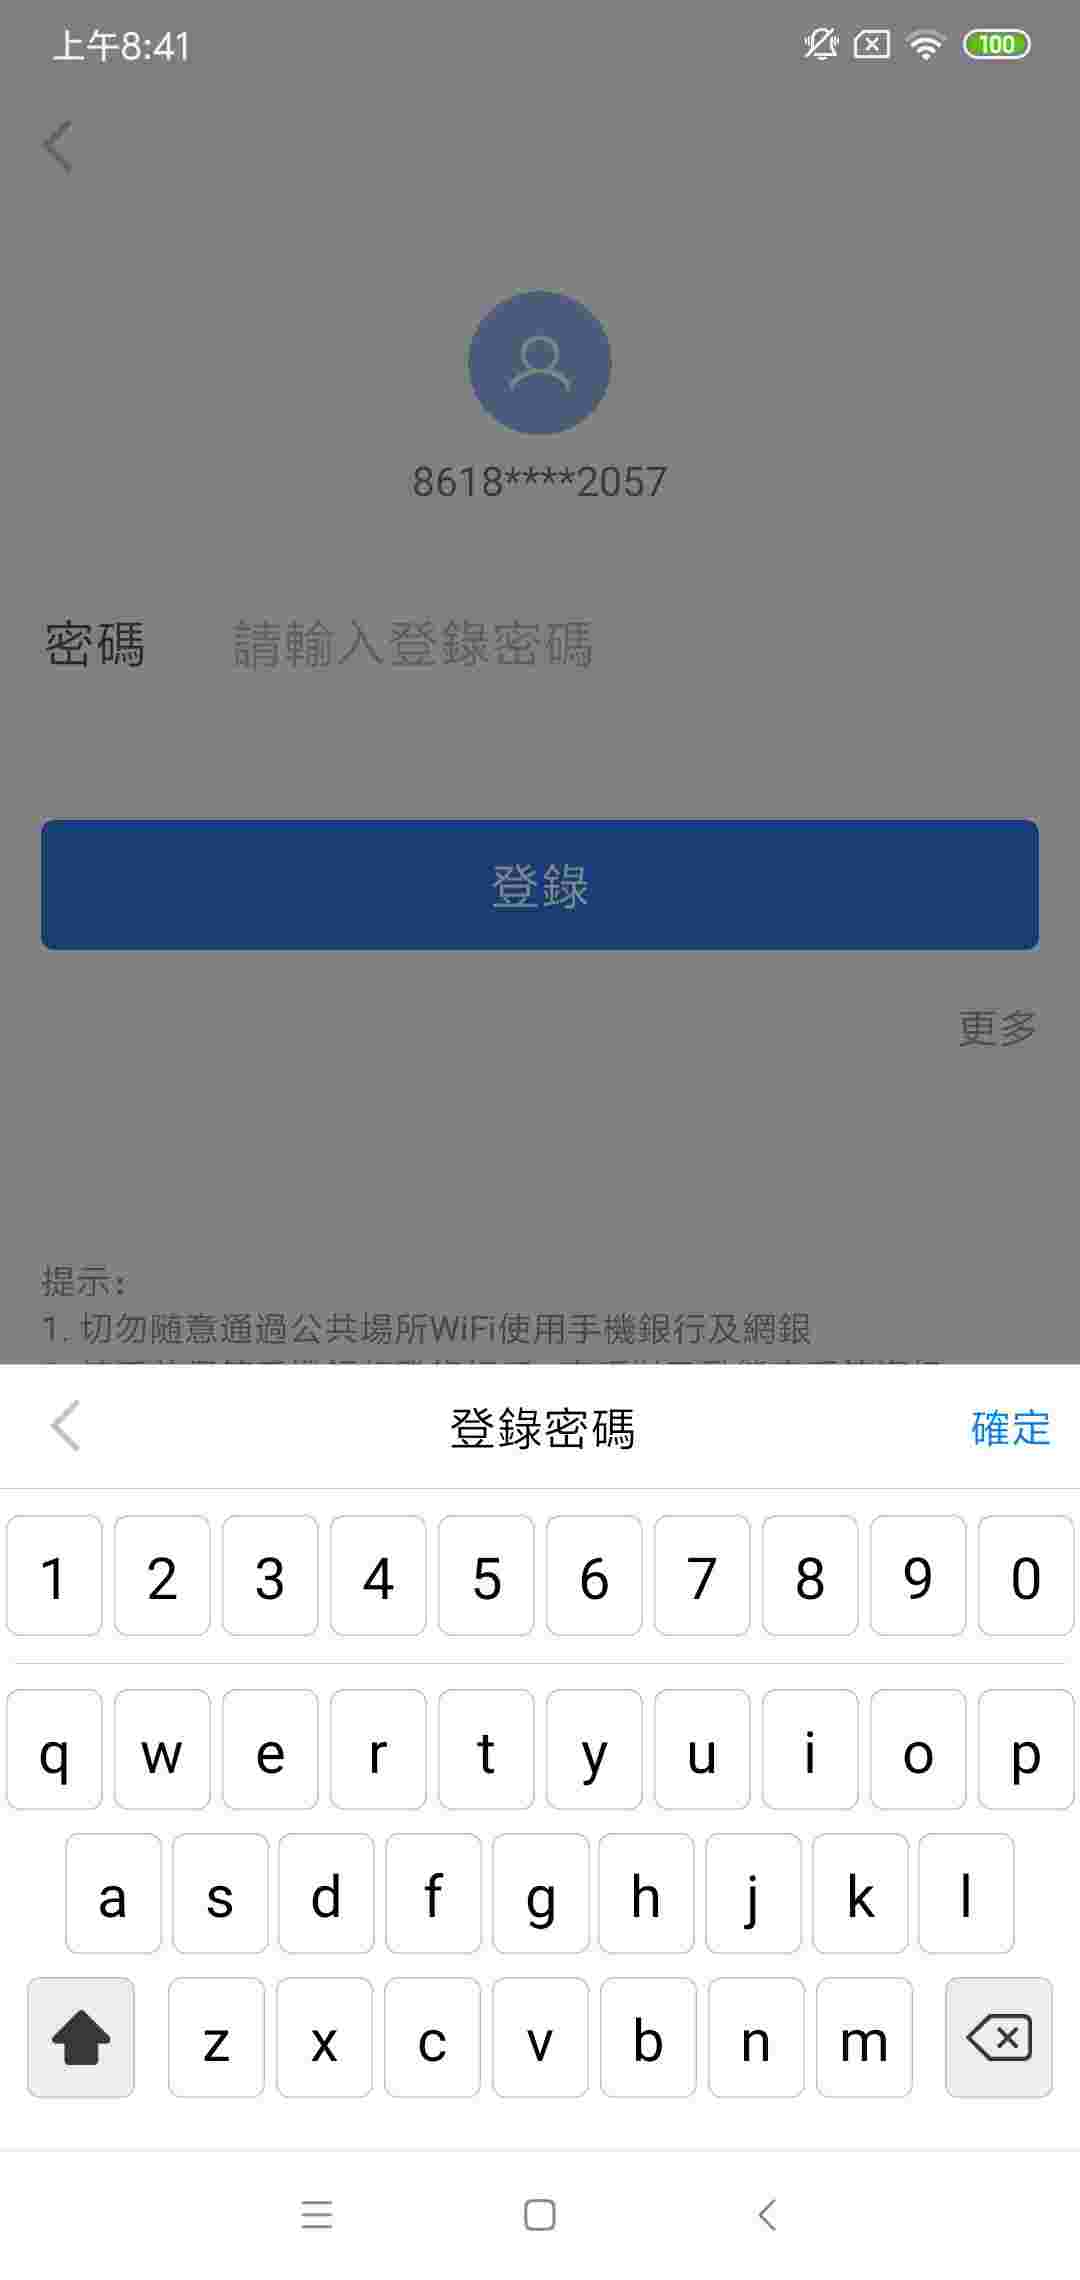 上午8:41
100
8618****2057
密碼 請輸入登錄密碼
登錄
更多
提示：
1. 切勿隨意通過公共場所WiFi使用手機銀行及網銀
登錄密碼 確定
1 2 3 4 5 6 7 8 9 0
q w e r t y u i o p
a s d f g h j k l
z x c v b n m